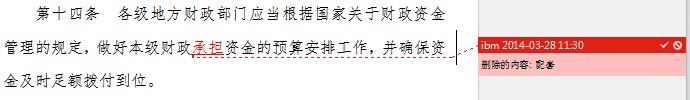 第十四条 各级地方财政部门应当根据国家关于财政资金
管理的规定，做好本级财政承担资金的预算安排工作，并确保资
金及时足额拨付到位。
ibm 2014-03-28 11:30
删除的内容: